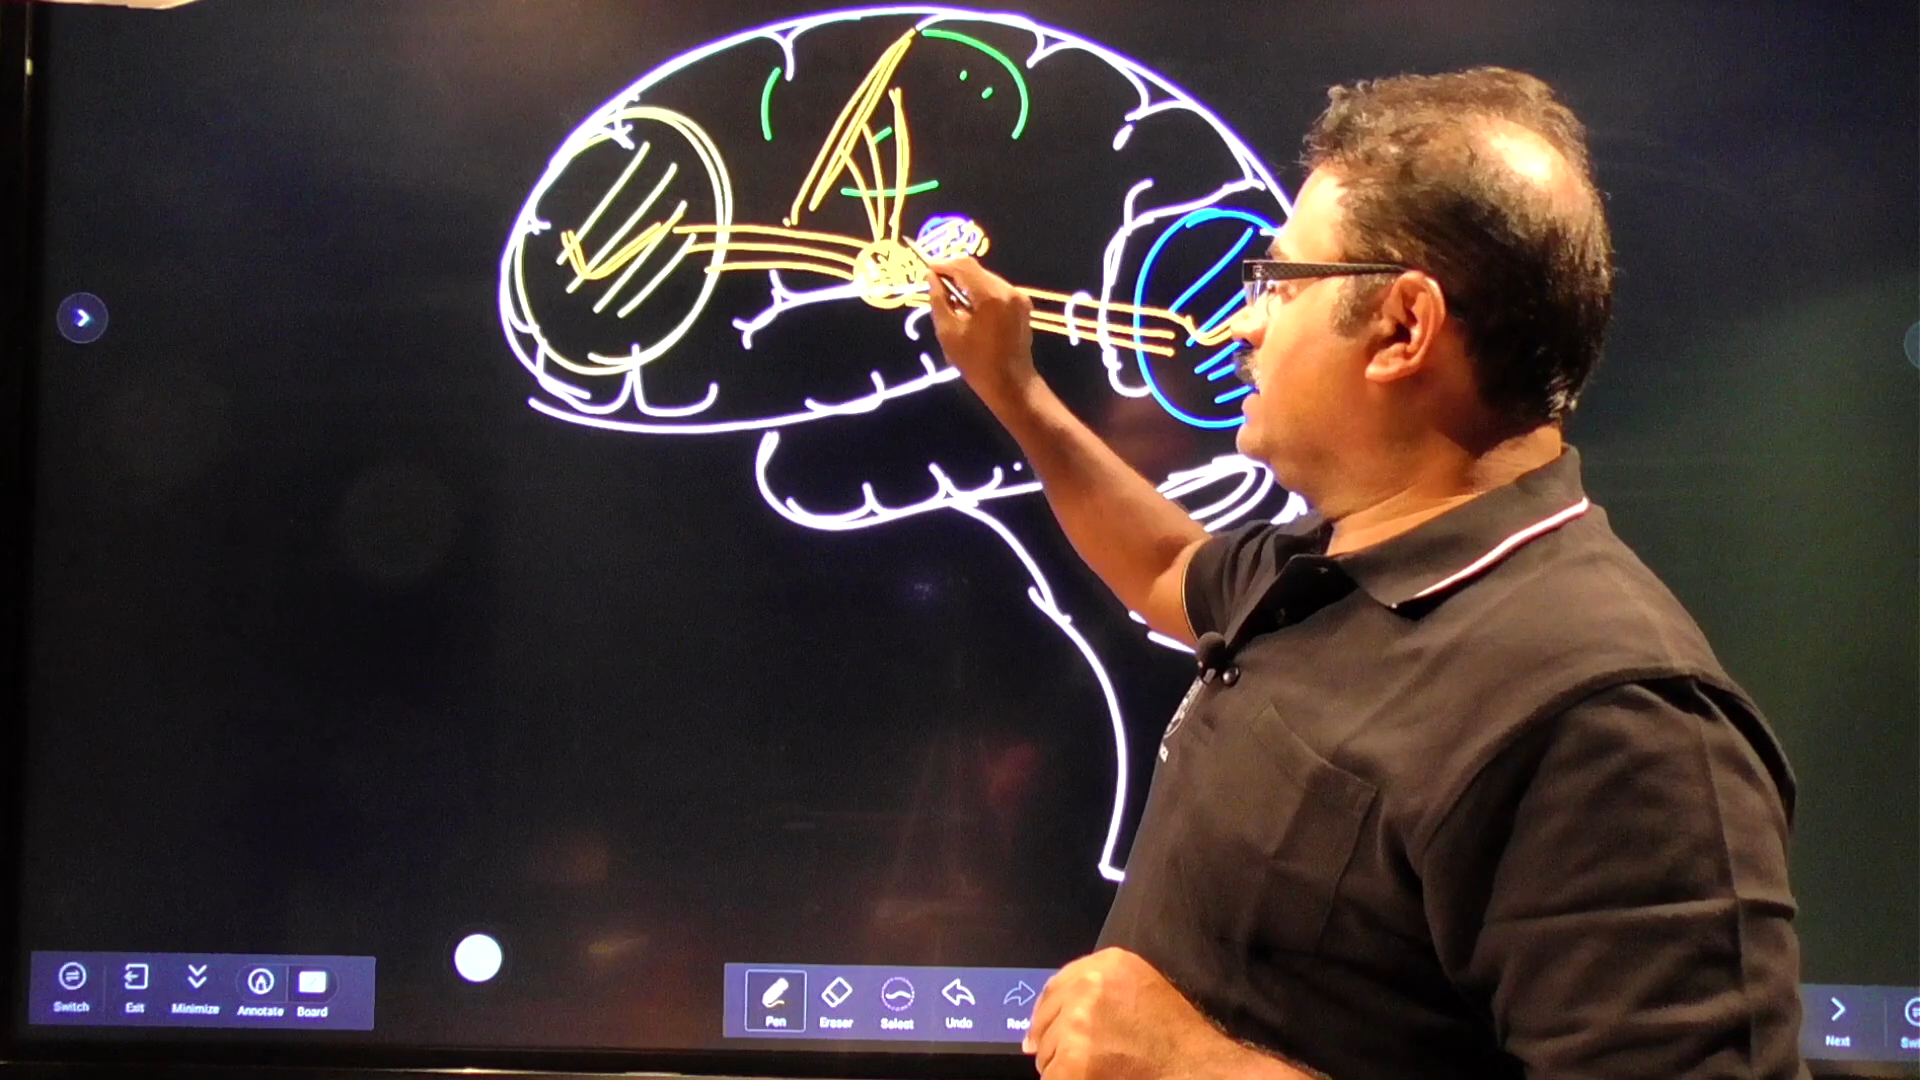 Switch
Exit
Minimize
Annotate
Board
Pen
Eraser
Select
Undo
Next